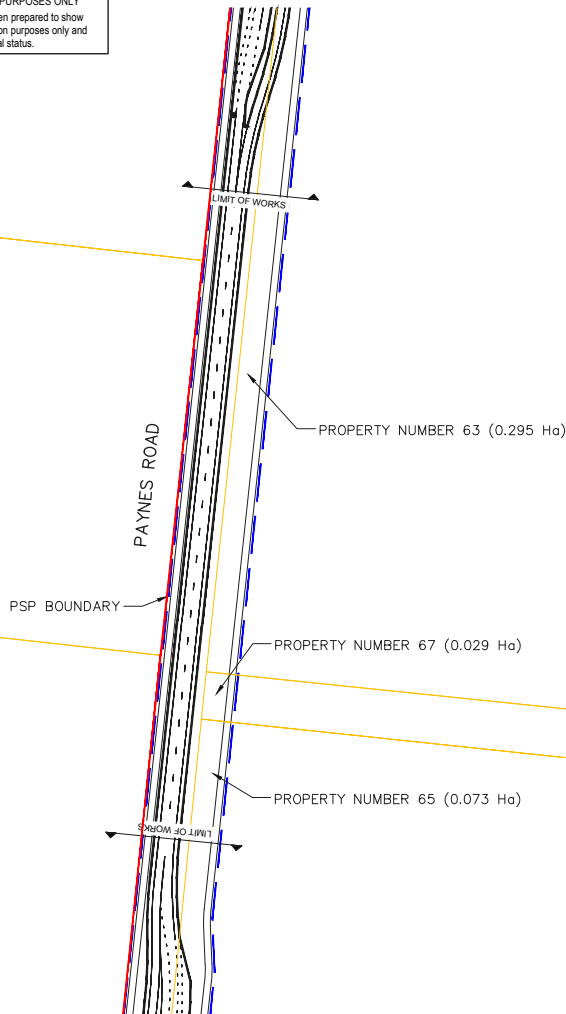 PURPOSES ONLY
en prepared to show
on purposes only and
al status.
LIMIT OF WORKS
PROPERTY NUMBER 63 (0.295 Ha)
PAYNES ROAD
PSP BOUNDARY
PROPERTY NUMBER 67 (0.029 Ha)
PROPERTY NUMBER 65 (0.073 Ha)
LIMIT OF WORKS